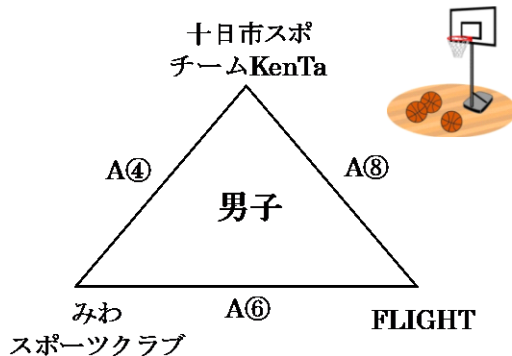 十日市スポ
チームKenTa
A④
A⑧
男子
A⑥
みわ
スポーツクラブ
FLIGHT